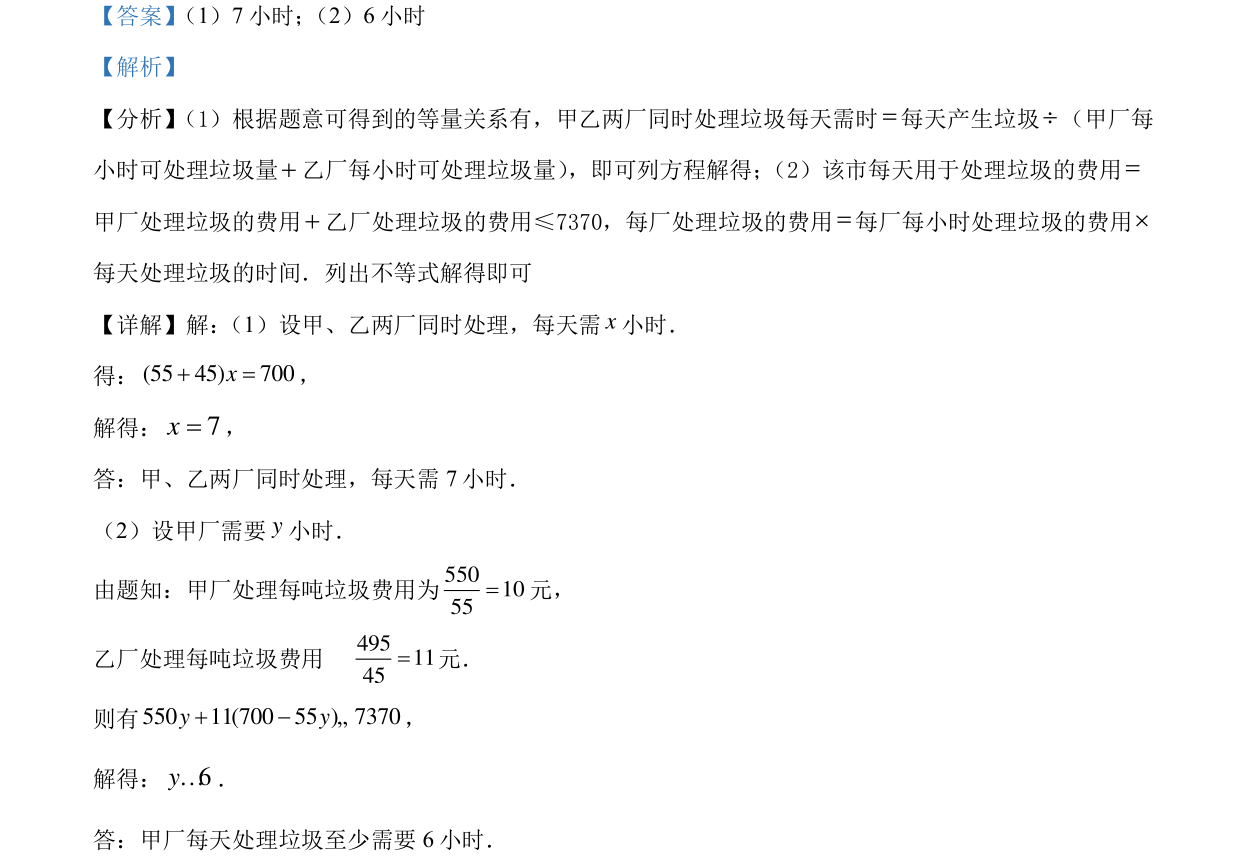 【答案】（1）7 小时；（2）6 小时
【解析】
【分析】（1）根据题意可得到的等量关系有，甲乙两厂同时处理垃圾每天需时＝每天产生垃圾÷（甲厂每
小时可处理垃圾量＋乙厂每小时可处理垃圾量），即可列方程解得；（2）该市每天用于处理垃圾的费用＝
甲厂处理垃圾的费用＋乙厂处理垃圾的费用≤7370，每厂处理垃圾的费用＝每厂每小时处理垃圾的费用×
每天处理垃圾的时间．列出不等式解得即可
【详解】解：（1）设甲、乙两厂同时处理，每天需 x 小时．
得：(55+45)x=700，
解得：x=7，
答：甲、乙两厂同时处理，每天需 7 小时．
（2）设甲厂需要 y 小时．
由题知：甲厂处理每吨垃圾费用为 550/55 =10 元，
乙厂处理每吨垃圾费用 495/45 =11 元．
则有 550y+11(700−55y),, 7370，
解得：y…6．
答：甲厂每天处理垃圾至少需要 6 小时．